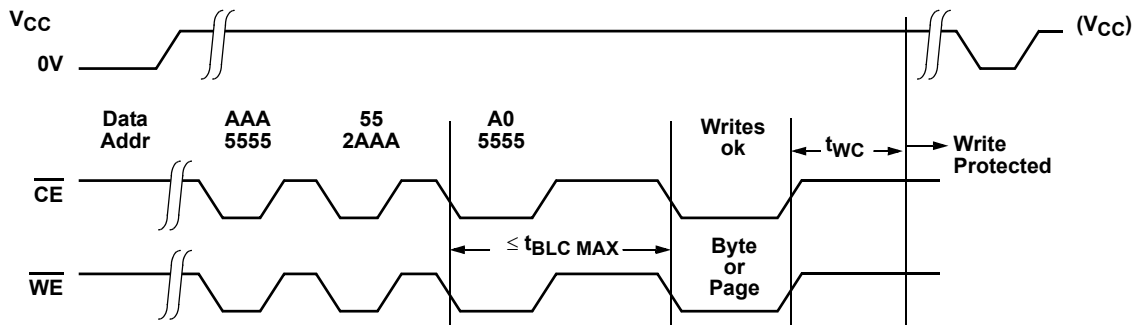 VCC
(VCC)
0V
Data AAA 55 A0 Writes
Addr 5555 2AAA 5555 ok
tWC
Write
Protected
CE
≤ tBLC MAX
Byte
or
Page
WE